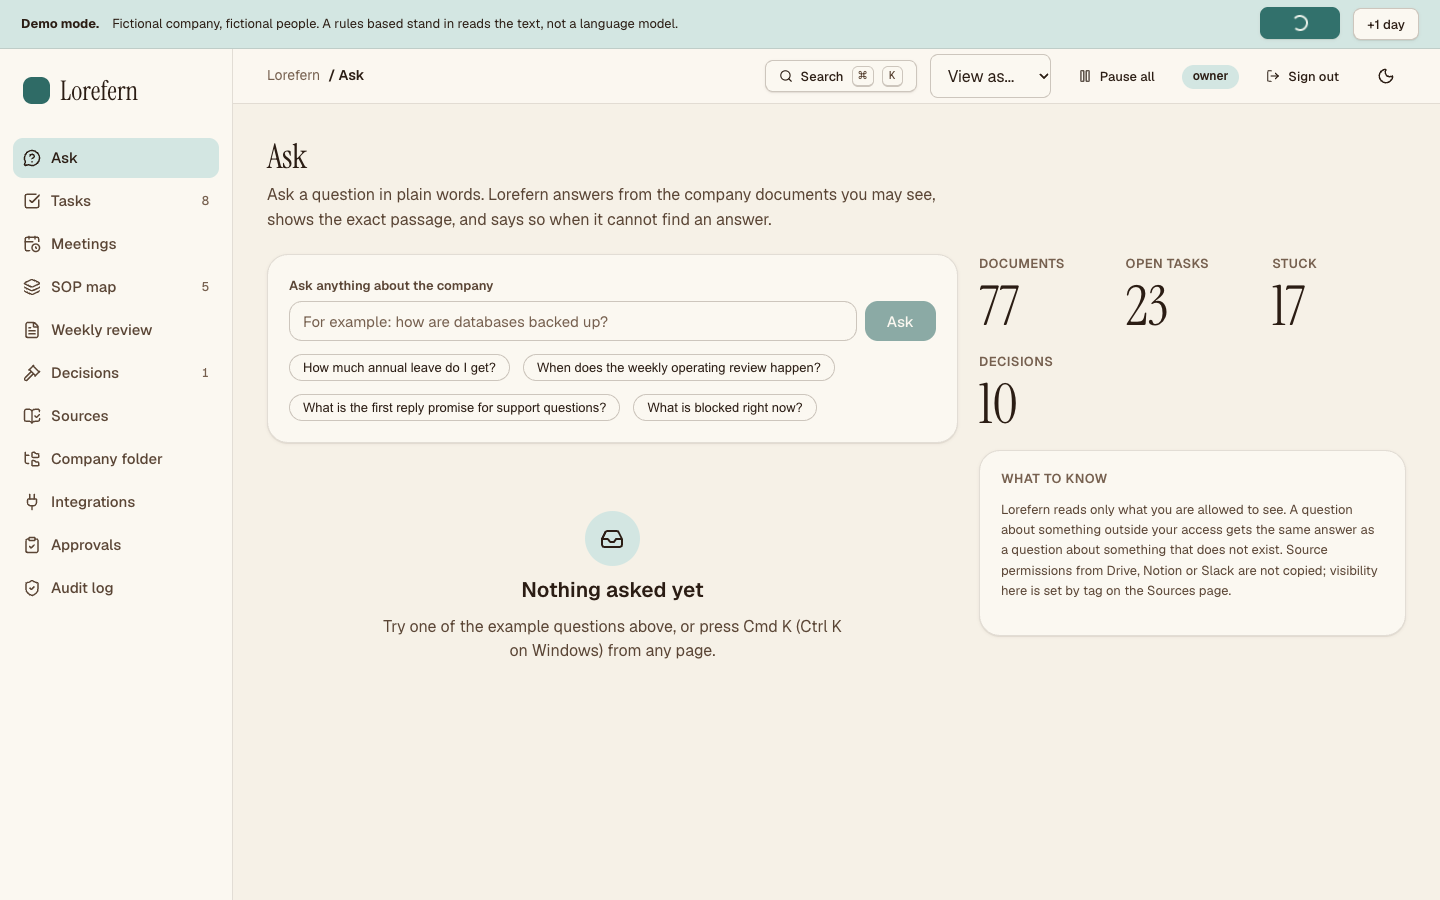 Demo mode. Fictional company, fictional people. A rules based stand in reads the text, not a language model.
+1 day
Lorefern
Lorefern / Ask
Search ⌘ K
View as...
Pause all
owner
Sign out
Ask
Tasks 8
Meetings
SOP map 5
Weekly review
Decisions 1
Sources
Company folder
Integrations
Approvals
Audit log
Ask
Ask a question in plain words. Lorefern answers from the company documents you may see,
shows the exact passage, and says so when it cannot find an answer.
Ask anything about the company
For example: how are databases backed up?
Ask
How much annual leave do I get?
When does the weekly operating review happen?
What is the first reply promise for support questions?
What is blocked right now?
Nothing asked yet
Try one of the example questions above, or press Cmd K (Ctrl K
on Windows) from any page.
DOCUMENTS
77
OPEN TASKS
23
STUCK
17
DECISIONS
10
WHAT TO KNOW
Lorefern reads only what you are allowed to see. A question
about something outside your access gets the same answer as
a question about something that does not exist. Source
permissions from Drive, Notion or Slack are not copied; visibility
here is set by tag on the Sources page.